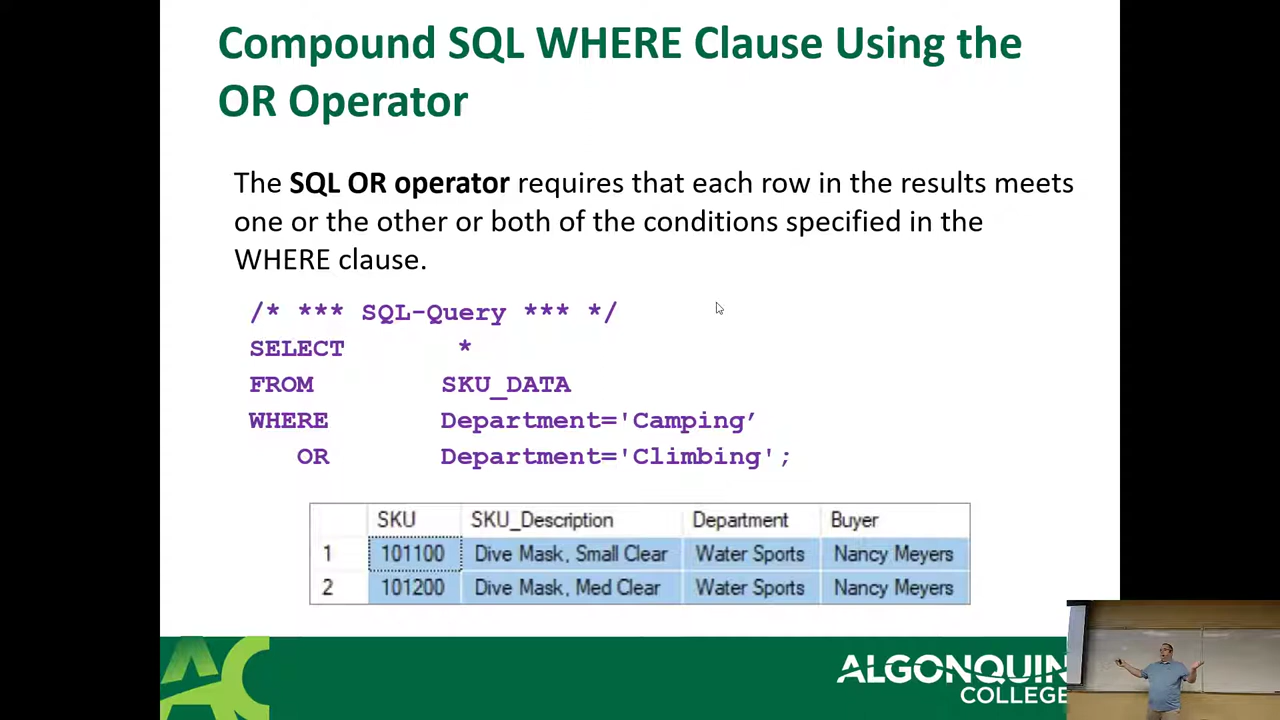 Compound SQL WHERE Clause Using the
OR Operator
The SQL OR operator requires that each row in the results meets
one or the other or both of the conditions specified in the
WHERE clause.
/* *** SQL-Query *** */
SELECT *
FROM SKU_DATA
WHERE Department='Camping’
OR Department='Climbing';
SKU SKU_Description Department Buyer
1 101100 Dive Mask, Small Clear Water Sports Nancy Meyers
2 101200 Dive Mask, Med Clear Water Sports Nancy Meyers
AC
ALGONQUIN
COLLEGE